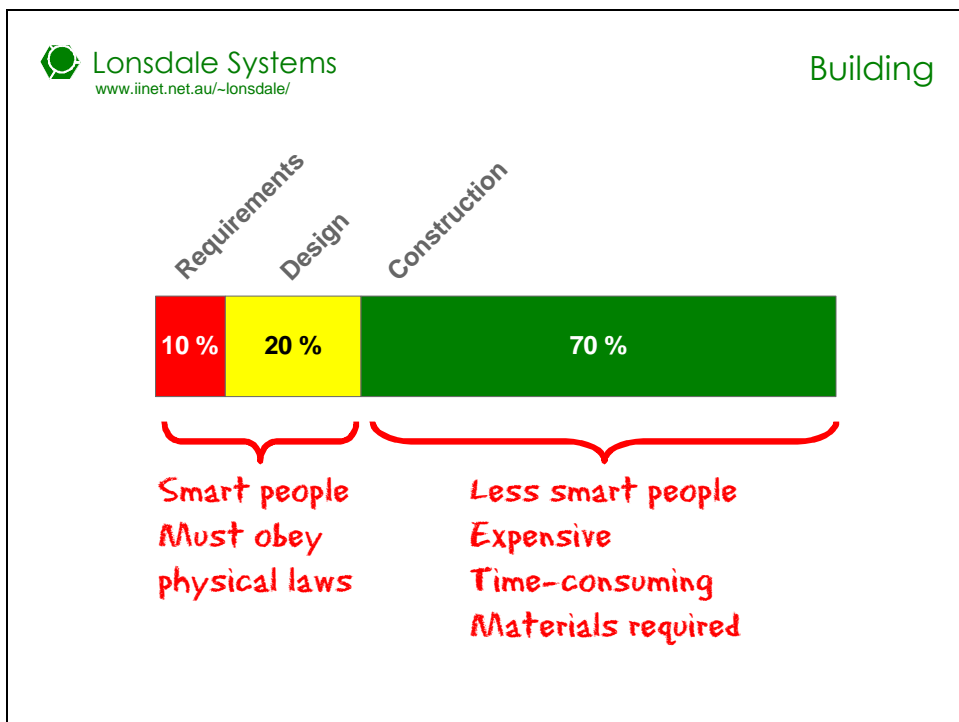 Lonsdale Systems
www.iinet.net.au/~lonsdale/
Building
Requirements
Design
Construction
10 %
20 %
70 %
Smart people
Must obey
physical laws
Less smart people
Expensive
Time-consuming
Materials required